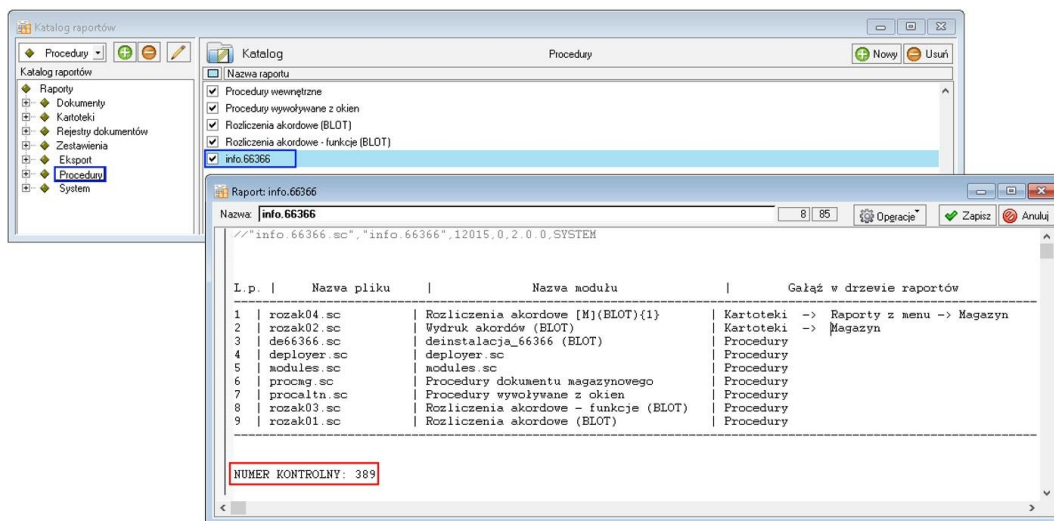 Katalog raportów
Procedury
Katalog raportów
Raporty
Dokumenty
Kartoteki
Rejestry dokumentów
Zestawienia
Eksport
Procedury
System
Katalog Procedury Nowy Usuń
Nazwa raportu
Procedury wewnętrzne
Procedury wywoływane z okien
Rozliczenia akordowe (BLOT)
Rozliczenia akordowe - funkcje (BLOT)
info.66366
Raport: info.66366
Nazwa: info.66366 8 85 Operacje Zapisz Anuluj
//"info.66366.sc","info.66366",12015,0,2.0.0,SYSTEM
L.p. | Nazwa pliku | Nazwa modułu | Gałąź w drzewie raportów
1 | rozak04.sc | Rozliczenia akordowe [M](BLOT){1} | Kartoteki -> Raporty z menu -> Magazyn
2 | rozak02.sc | Wydruk akordów (BLOT) | Kartoteki -> Magazyn
3 | de66366.sc | deinstalacja_66366 (BLOT) | Procedury
4 | deployer.sc | deployer.sc | Procedury
5 | modules.sc | modules.sc | Procedury
6 | procmg.sc | Procedury dokumentu magazynowego | Procedury
7 | procaltn.sc | Procedury wywoływane z okien | Procedury
8 | rozak03.sc | Rozliczenia akordowe - funkcje (BLOT) | Procedury
9 | rozak01.sc | Rozliczenia akordowe (BLOT) | Procedury
NUMER KONTROLNY: 389